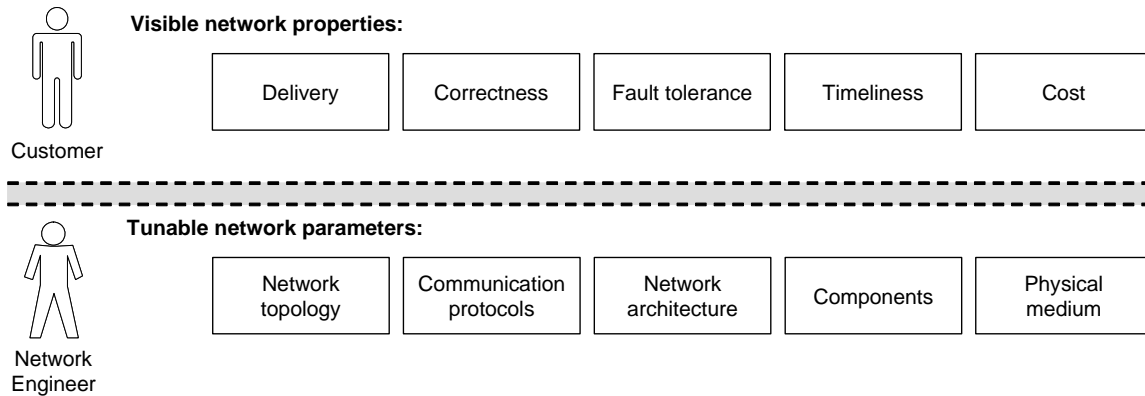 Visible network properties:
Delivery
Correctness
Fault tolerance
Timeliness
Cost
Customer
Tunable network parameters:
Network
topology
Communication
protocols
Network
architecture
Components
Physical
medium
Network
Engineer